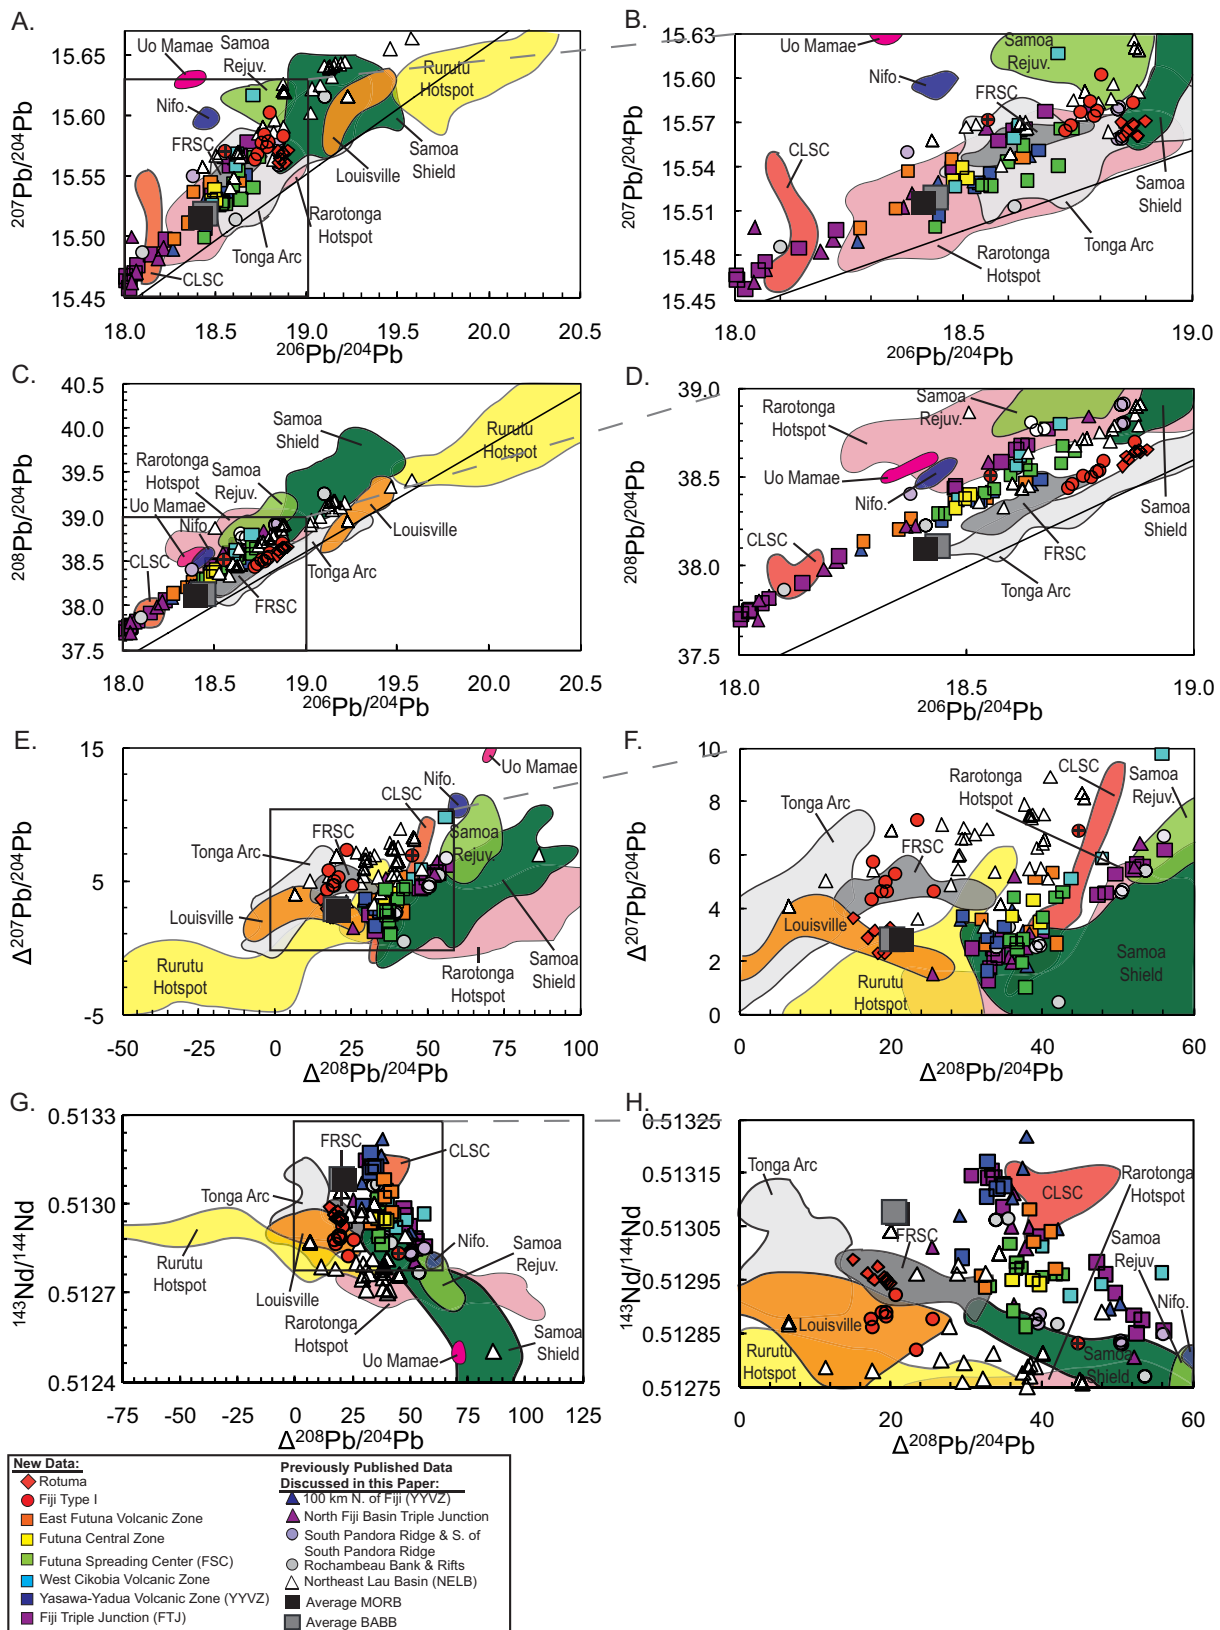 A.
15.65
15.60
15.55
15.50
15.45
18.0 18.5 19.0 19.5 20.0 20.5
207Pb/204Pb
206Pb/204Pb
Uo Mamae
Samoa
Rejuv.
Nifo.
FRSC
Rurutu
Hotspot
Samoa
Shield
Louisville
Rarotonga
Hotspot
Tonga Arc
CLSC
B.
15.63
15.60
15.57
15.54
15.51
15.48
15.45
18.0 18.5 19.0
207Pb/204Pb
206Pb/204Pb
Uo Mamae
Samoa
Rejuv.
Nifo.
FRSC
CLSC
Samoa
Shield
Tonga Arc
Rarotonga
Hotspot
C.
40.5
40.0
39.5
39.0
38.5
38.0
37.5
18.0 18.5 19.0 19.5 20.0 20.5
208Pb/204Pb
206Pb/204Pb
Samoa
Shield
Rurutu
Hotspot
Rarotonga
Hotspot
Samoa
Rejuv.
Uo Mamae
Nifo.
CLSC
Louisville
Tonga Arc
FRSC
D.
39.0
38.5
38.0
37.5
18.0 18.5 19.0
208Pb/204Pb
206Pb/204Pb
Rarotonga
Hotspot
Samoa
Rejuv.
Uo Mamae
Nifo.
CLSC
Samoa
Shield
FRSC
Tonga Arc
E.
15
5
-5
-50 -25 0 25 50 75 100
Δ207Pb/204Pb
Δ208Pb/204Pb
Uo Mamae
Nifo.
CLSC
FRSC
Samoa
Rejuv.
Tonga Arc
Louisville
Rurutu
Hotspot
Rarotonga
Hotspot
Samoa
Shield
F.
10
8
6
4
2
0
0 20 40 60
Δ207Pb/204Pb
Δ208Pb/204Pb
CLSC
Rarotonga
Hotspot
Samoa
Rejuv.
Tonga Arc
FRSC
Louisville
Rurutu
Hotspot
Samoa
Shield
G.
0.5133
0.5130
0.5127
0.5124
-75 -50 -25 0 25 50 75 100 125
143Nd/144Nd
Δ208Pb/204Pb
FRSC
CLSC
Tonga Arc
Nifo.
Samoa
Rejuv.
Rurutu
Hotspot
Louisville
Rarotonga
Hotspot
Uo Mamae
Samoa
Shield
H.
0.51325
0.51315
0.51305
0.51295
0.51285
0.51275
0 20 40 60
143Nd/144Nd
Δ208Pb/204Pb
Tonga Arc
Rarotonga
Hotspot
CLSC
FRSC
Samoa
Rejuv.
Nifo.
Louisville
Rurutu
Hotspot
Samoa
Shield
New Data:
Rotuma
Fiji Type I
East Futuna Volcanic Zone
Futuna Central Zone
Futuna Spreading Center (FSC)
West Cikobia Volcanic Zone
Yasawa-Yadua Volcanic Zone (YYVZ)
Fiji Triple Junction (FTJ)
Previously Published Data
Discussed in this Paper:
100 km N. of Fiji (YYVZ)
North Fiji Basin Triple Junction
South Pandora Ridge & S. of
South Pandora Ridge
Rochambeau Bank & Rifts
Northeast Lau Basin (NELB)
Average MORB
Average BABB